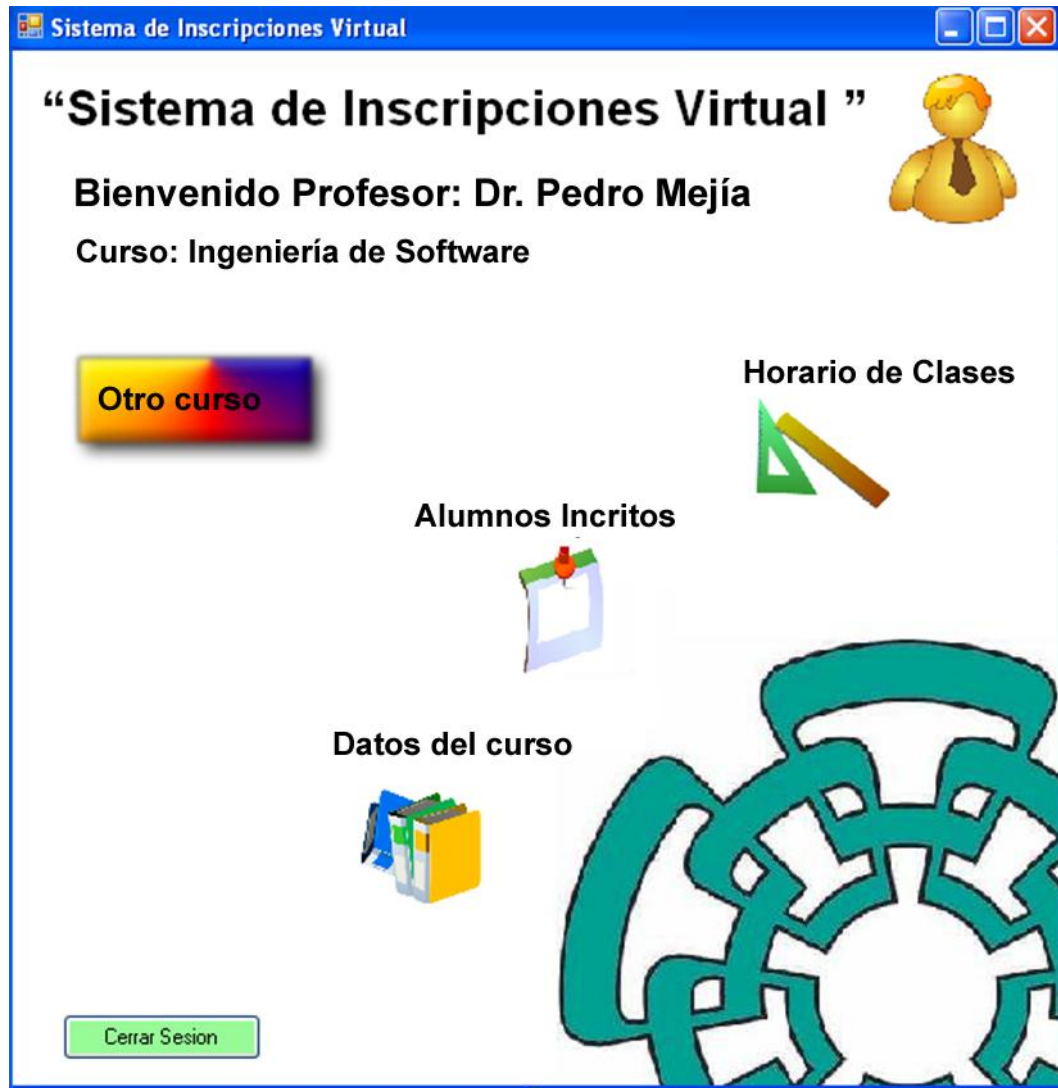 Sistema de Inscripciones Virtual
“Sistema de Inscripciones Virtual ”
Bienvenido Profesor: Dr. Pedro Mejía
Curso: Ingeniería de Software
Horario de Clases
Otro curso
Alumnos Incritos
Datos del curso
Cerrar Sesion